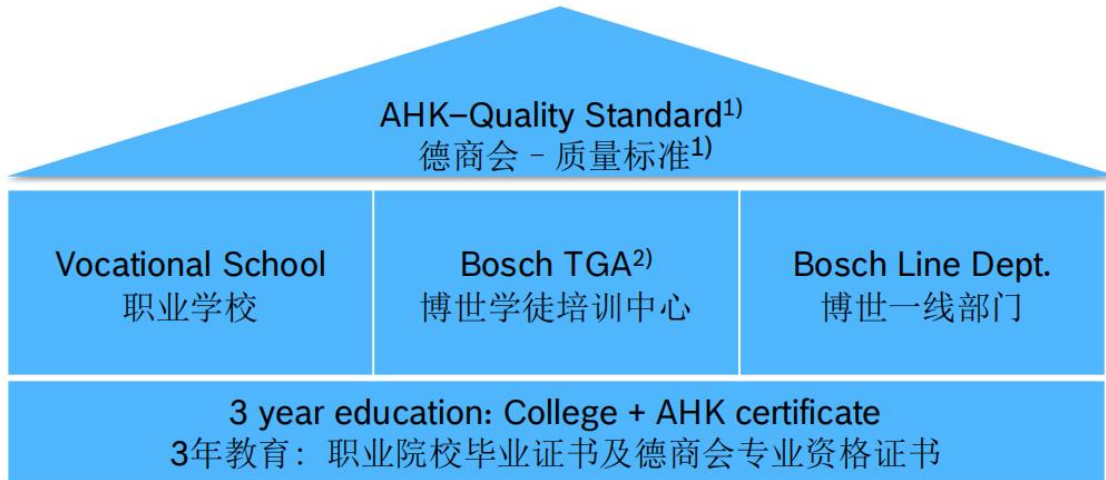 AHK–Quality Standard1)
德商会 – 质量标准1)
Vocational School
职业学校
Bosch TGA2)
博世学徒培训中心
Bosch Line Dept.
博世一线部门
3 year education: College + AHK certificate
3年教育：职业院校毕业证书及德商会专业资格证书